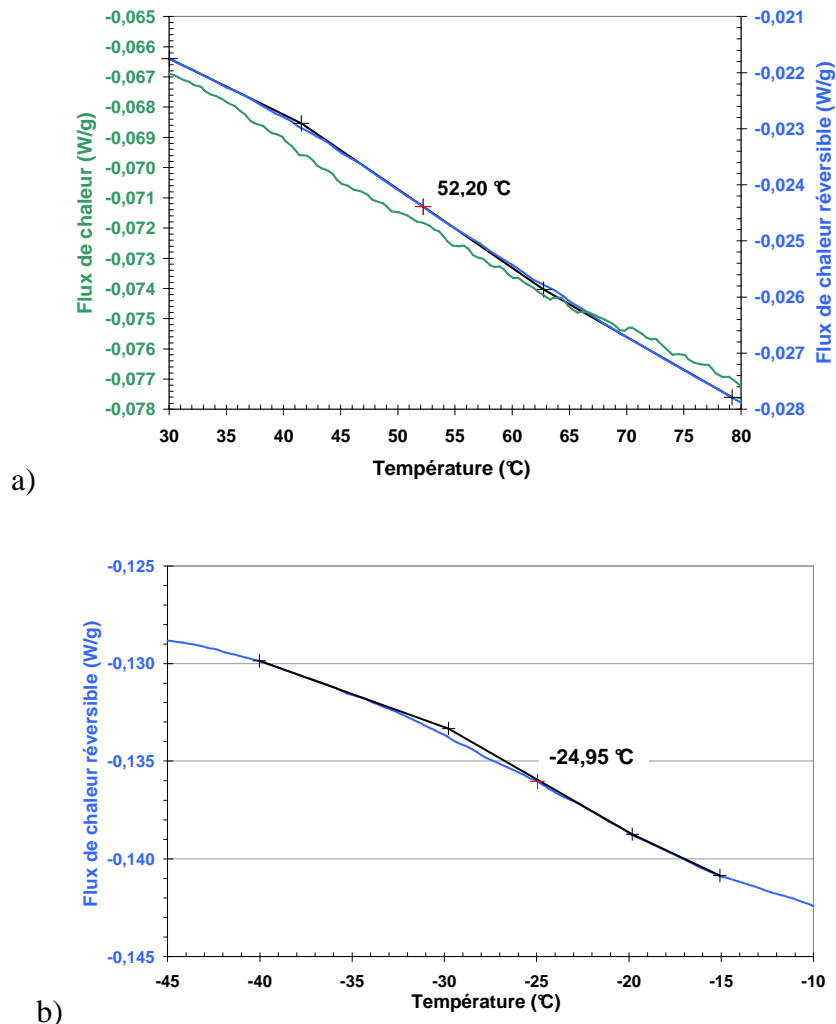 -0,065
-0,066
-0,067
-0,068
-0,069
-0,070
-0,071
-0,072
-0,073
-0,074
-0,075
-0,076
-0,077
-0,078
Flux de chaleur (W/g)
-0,021
-0,022
-0,023
-0,024
-0,025
-0,026
-0,027
-0,028
Flux de chaleur réversible (W/g)
52,20 °C
30 35 40 45 50 55 60 65 70 75 80
Température (°C)
a)
-0,125
-0,130
-0,135
-0,140
-0,145
Flux de chaleur réversible (W/g)
-24,95 °C
-45 -40 -35 -30 -25 -20 -15 -10
Température (°C)
b)